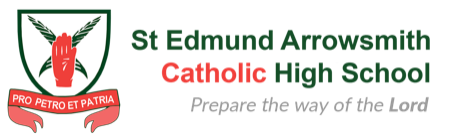 St Edmund Arrowsmith
Catholic High School
Prepare the way of the Lord
PRO PETRO ET PATRIA